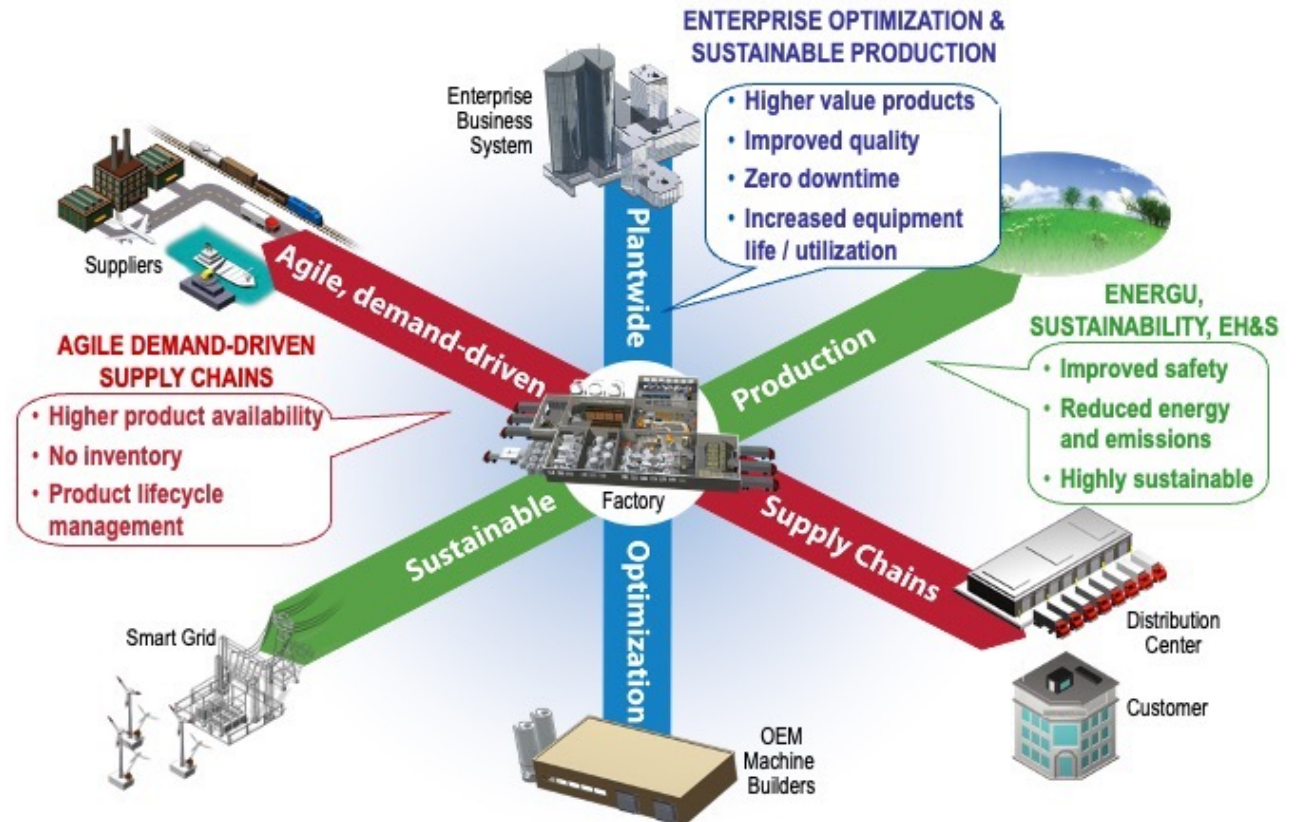 ENTERPRISE OPTIMIZATION &
SUSTAINABLE PRODUCTION
• Higher value products
• Improved quality
• Zero downtime
• Increased equipment
life / utilization
Enterprise
Business
System
Suppliers
Agile, demand-driven
Plantwide
Production
ENERGU,
SUSTAINABILITY, EH&S
• Improved safety
• Reduced energy
and emissions
• Highly sustainable
AGILE DEMAND-DRIVEN
SUPPLY CHAINS
• Higher product availability
• No inventory
• Product lifecycle
management
Factory
Sustainable
Optimization
Supply Chains
Smart Grid
Distribution
Center
Customer
OEM
Machine
Builders